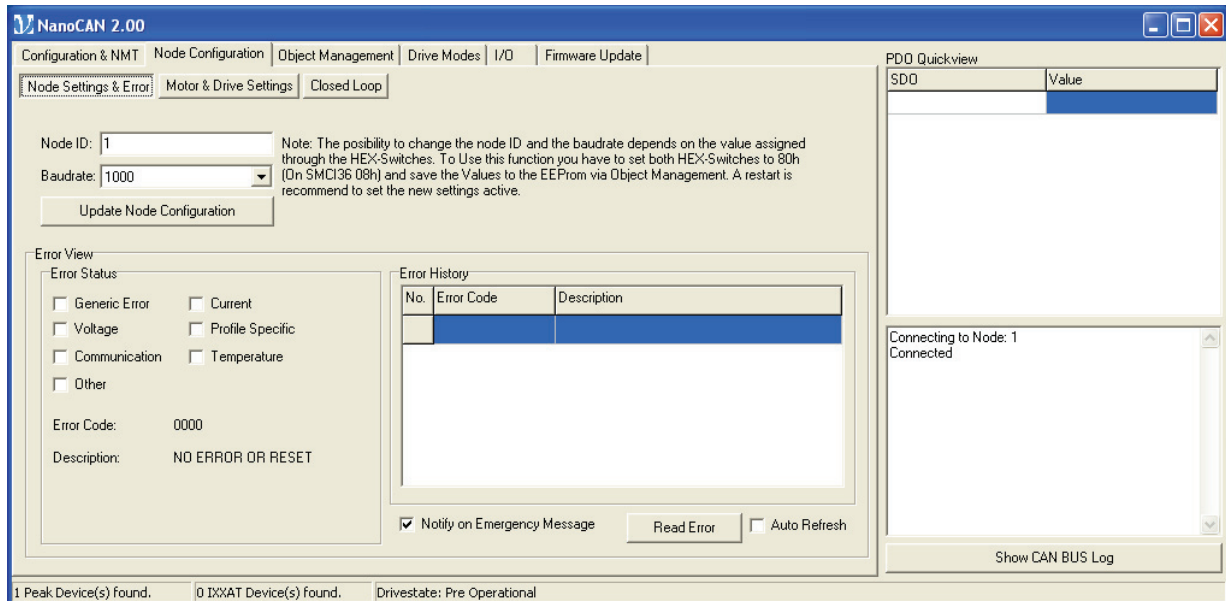 NanoCAN 2.00
Configuration & NMT Node Configuration Object Management Drive Modes I/O Firmware Update
Node Settings & Error Motor & Drive Settings Closed Loop
Node ID: 1
Baudrate: 1000
Update Node Configuration
Note: The posibility to change the node ID and the baudrate depends on the value assigned
through the HEX-Switches. To Use this function you have to set both HEX-Switches to 80h
(On SMCI36 08h) and save the Values to the EEProm via Object Management. A restart is
recommend to set the new settings active.
Error View
Error Status
Generic Error Current
Voltage Profile Specific
Communication Temperature
Other
Error Code: 0000
Description: NO ERROR OR RESET
Error History
No. Error Code Description
Notify on Emergency Message Read Error Auto Refresh
PDO Quickview
SDO Value
Connecting to Node: 1
Connected
Show CAN BUS Log
1 Peak Device(s) found. 0 IXXAT Device(s) found. Drivestate: Pre Operational